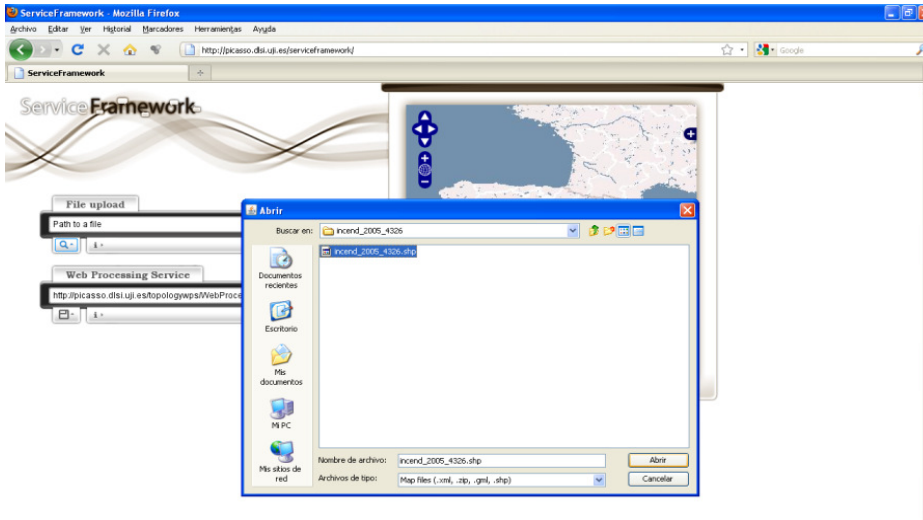 ServiceFramework - Mozilla Firefox
Archivo Editar Ver Historial Marcadores Herramientas Ayuda
http://picasso.dlsi.uji.es/serviceframework/
Google
ServiceFramework
ServiceFramework
File upload
Path to a file
i
Web Processing Service
http://picasso.dlsi.uji.es/topologywps/WebProce
i
Abrir
Buscar en: incend_2005_4326
incend_2005_4326.shp
Documentos recientes
Escritorio
Mis documentos
Mi PC
Mis sitios de red
Nombre de archivo: incend_2005_4326.shp Abrir
Archivos de tipo: Map files (.xml, .zip, .gml, .shp) Cancelar